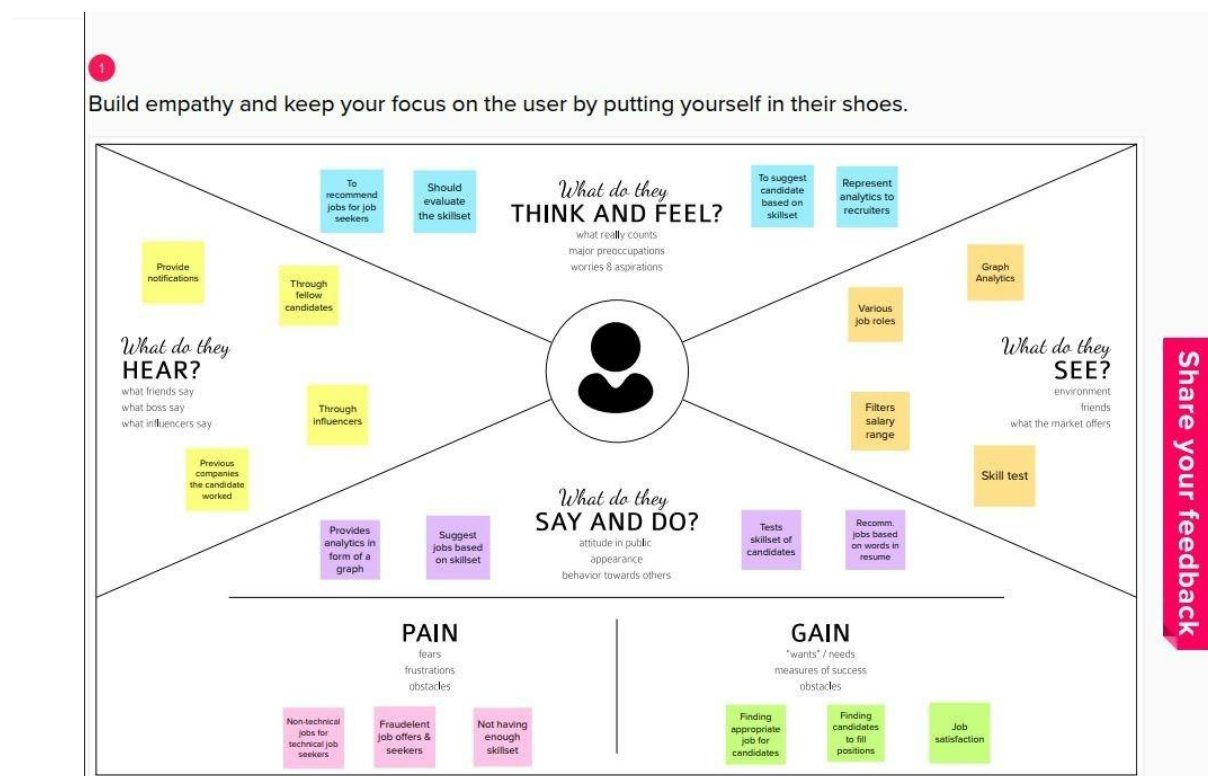 1
Build empathy and keep your focus on the user by putting yourself in their shoes.
What do they
THINK AND FEEL?
what really counts
major preoccupations
worries & aspirations
To
recommend
jobs for job
seekers
Should
evaluate
the skillset
To suggest
candidate
based on
skillset
Represent
analytics to
recruiters
What do they
HEAR?
what friends say
what boss say
what influencers say
Provide
notifications
Through
fellow
candidates
Through
influencers
Previous
companies
the candidate
worked
What do they
SEE?
environment
friends
what the market offers
Graph
Analytics
Various
job roles
Filters
salary
range
Skill test
What do they
SAY AND DO?
attitude in public
appearance
behavior towards others
Provides
analytics in
form of a
graph
Suggest
jobs based
on skillset
Tests
skillset of
candidates
Recomm.
jobs based
on words in
resume
PAIN
fears
frustrations
obstacles
Non-technical
jobs for
technical job
seekers
Fraudelent
job offers &
seekers
Not having
enough
skillset
GAIN
"wants" / needs
measures of success
obstacles
Finding
appropriate
job for
candidates
Finding
candidates
to fill
positions
Job
satisfaction
Share your feedback